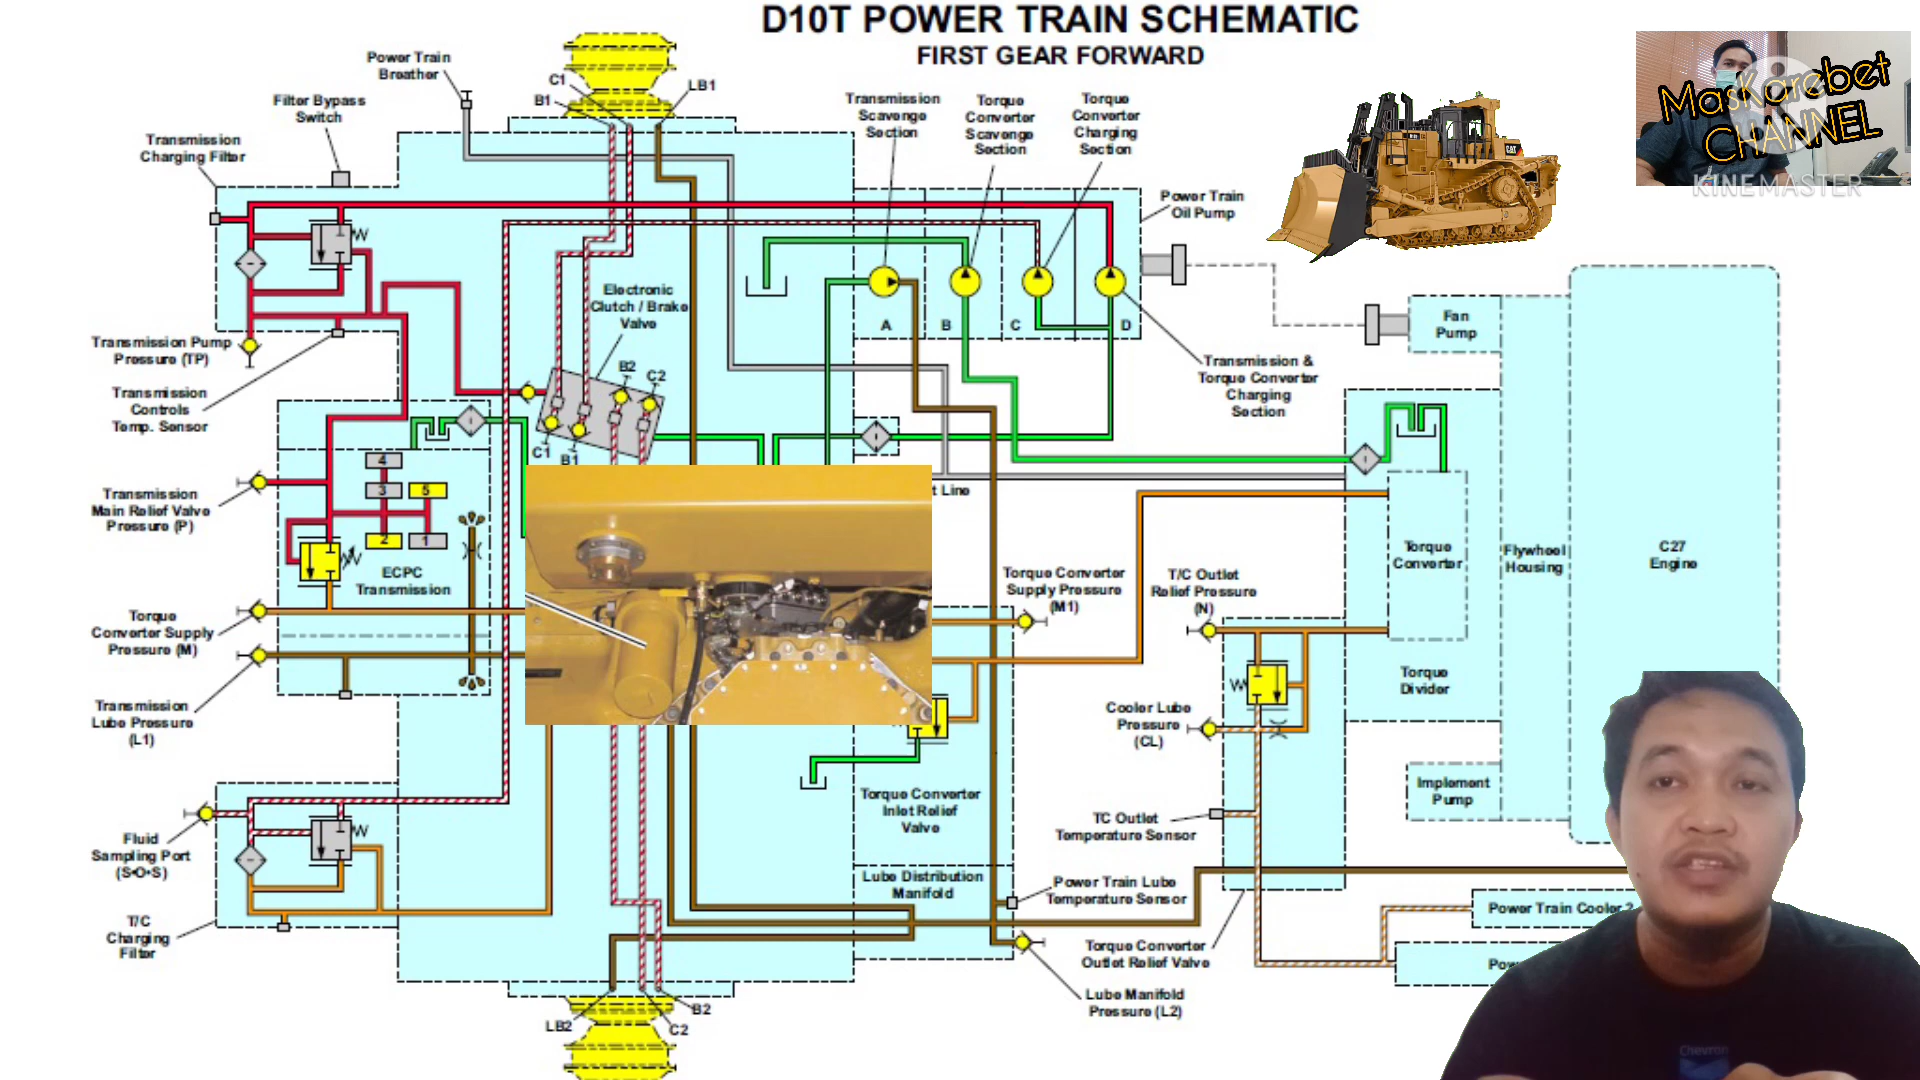 D10T POWER TRAIN SCHEMATIC
FIRST GEAR FORWARD
MasKarebet
CHANNEL
KINEMASTER
Power Train
Breather
Filter Bypass
Switch
Transmission
Charging Filter
C1
B1
LB1
Transmission
Scavenge
Section
Torque
Converter
Scavenge
Section
Torque
Converter
Charging
Section
Power Train
Oil Pump
Electronic
Clutch / Brake
Valve
A
B
C
D
Fan
Pump
Transmission Pump
Pressure (TP)
Transmission
Controls
Temp. Sensor
B2
C2
C1
B1
Transmission &
Torque Converter
Charging
Section
4
3
5
2
1
Transmission
Main Relief Valve
Pressure (P)
t Line
ECPC
Transmission
Torque
Converter
Flywheel
Housing
C27
Engine
Torque Converter
Supply Pressure
(M1)
T/C Outlet
Relief Pressure
(N)
Torque
Converter Supply
Pressure (M)
Torque
Divider
Transmission
Lube Pressure
(L1)
Cooler Lube
Pressure
(CL)
Implement
Pump
Torque Converter
Inlet Relief
Valve
TC Outlet
Temperature Sensor
Fluid
Sampling Port
(S•O•S)
Lube Distribution
Manifold
Power Train Lube
Temperature Sensor
Power Train Cooler 2
T/C
Charging
Filter
Torque Converter
Outlet Relief Valve
Pow
Lube Manifold
Pressure (L2)
LB2
C2
B2
Chevron